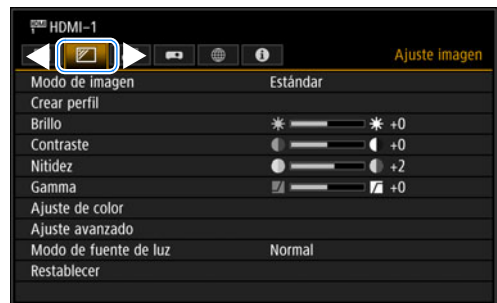 HDMI-1
Ajuste imagen
Modo de imagen Estándar
Crear perfil
Brillo +0
Contraste +0
Nitidez +2
Gamma +0
Ajuste de color
Ajuste avanzado
Modo de fuente de luz Normal
Restablecer